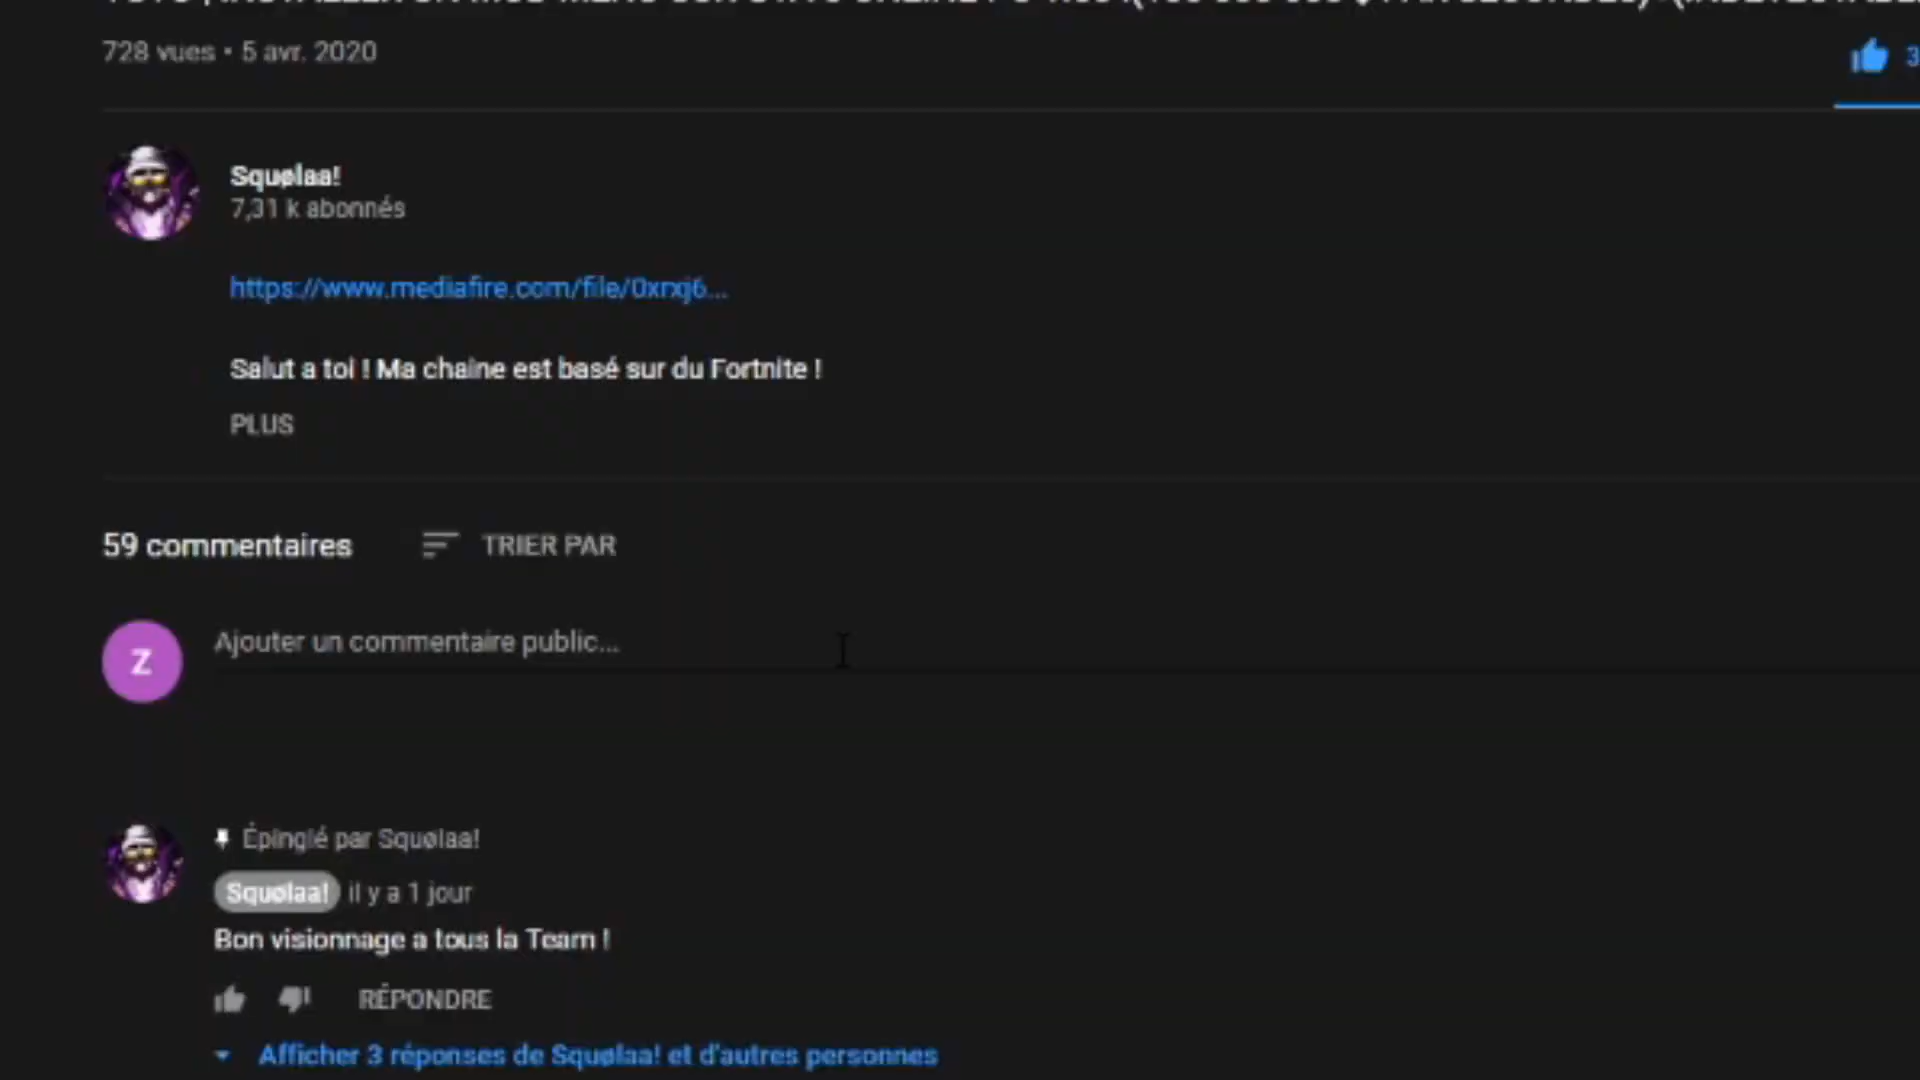 728 vues • 5 avr. 2020
3
Squølaa!
7,31 k abonnés
https://www.mediafire.com/file/0xrxj6...
Salut a toi ! Ma chaine est basé sur du Fortnite !
PLUS
59 commentaires
TRIER PAR
Z
Ajouter un commentaire public...
Épinglé par Squølaa!
Squølaa! il y a 1 jour
Bon visionnage a tous la Team !
RÉPONDRE
Afficher 3 réponses de Squølaa! et d'autres personnes